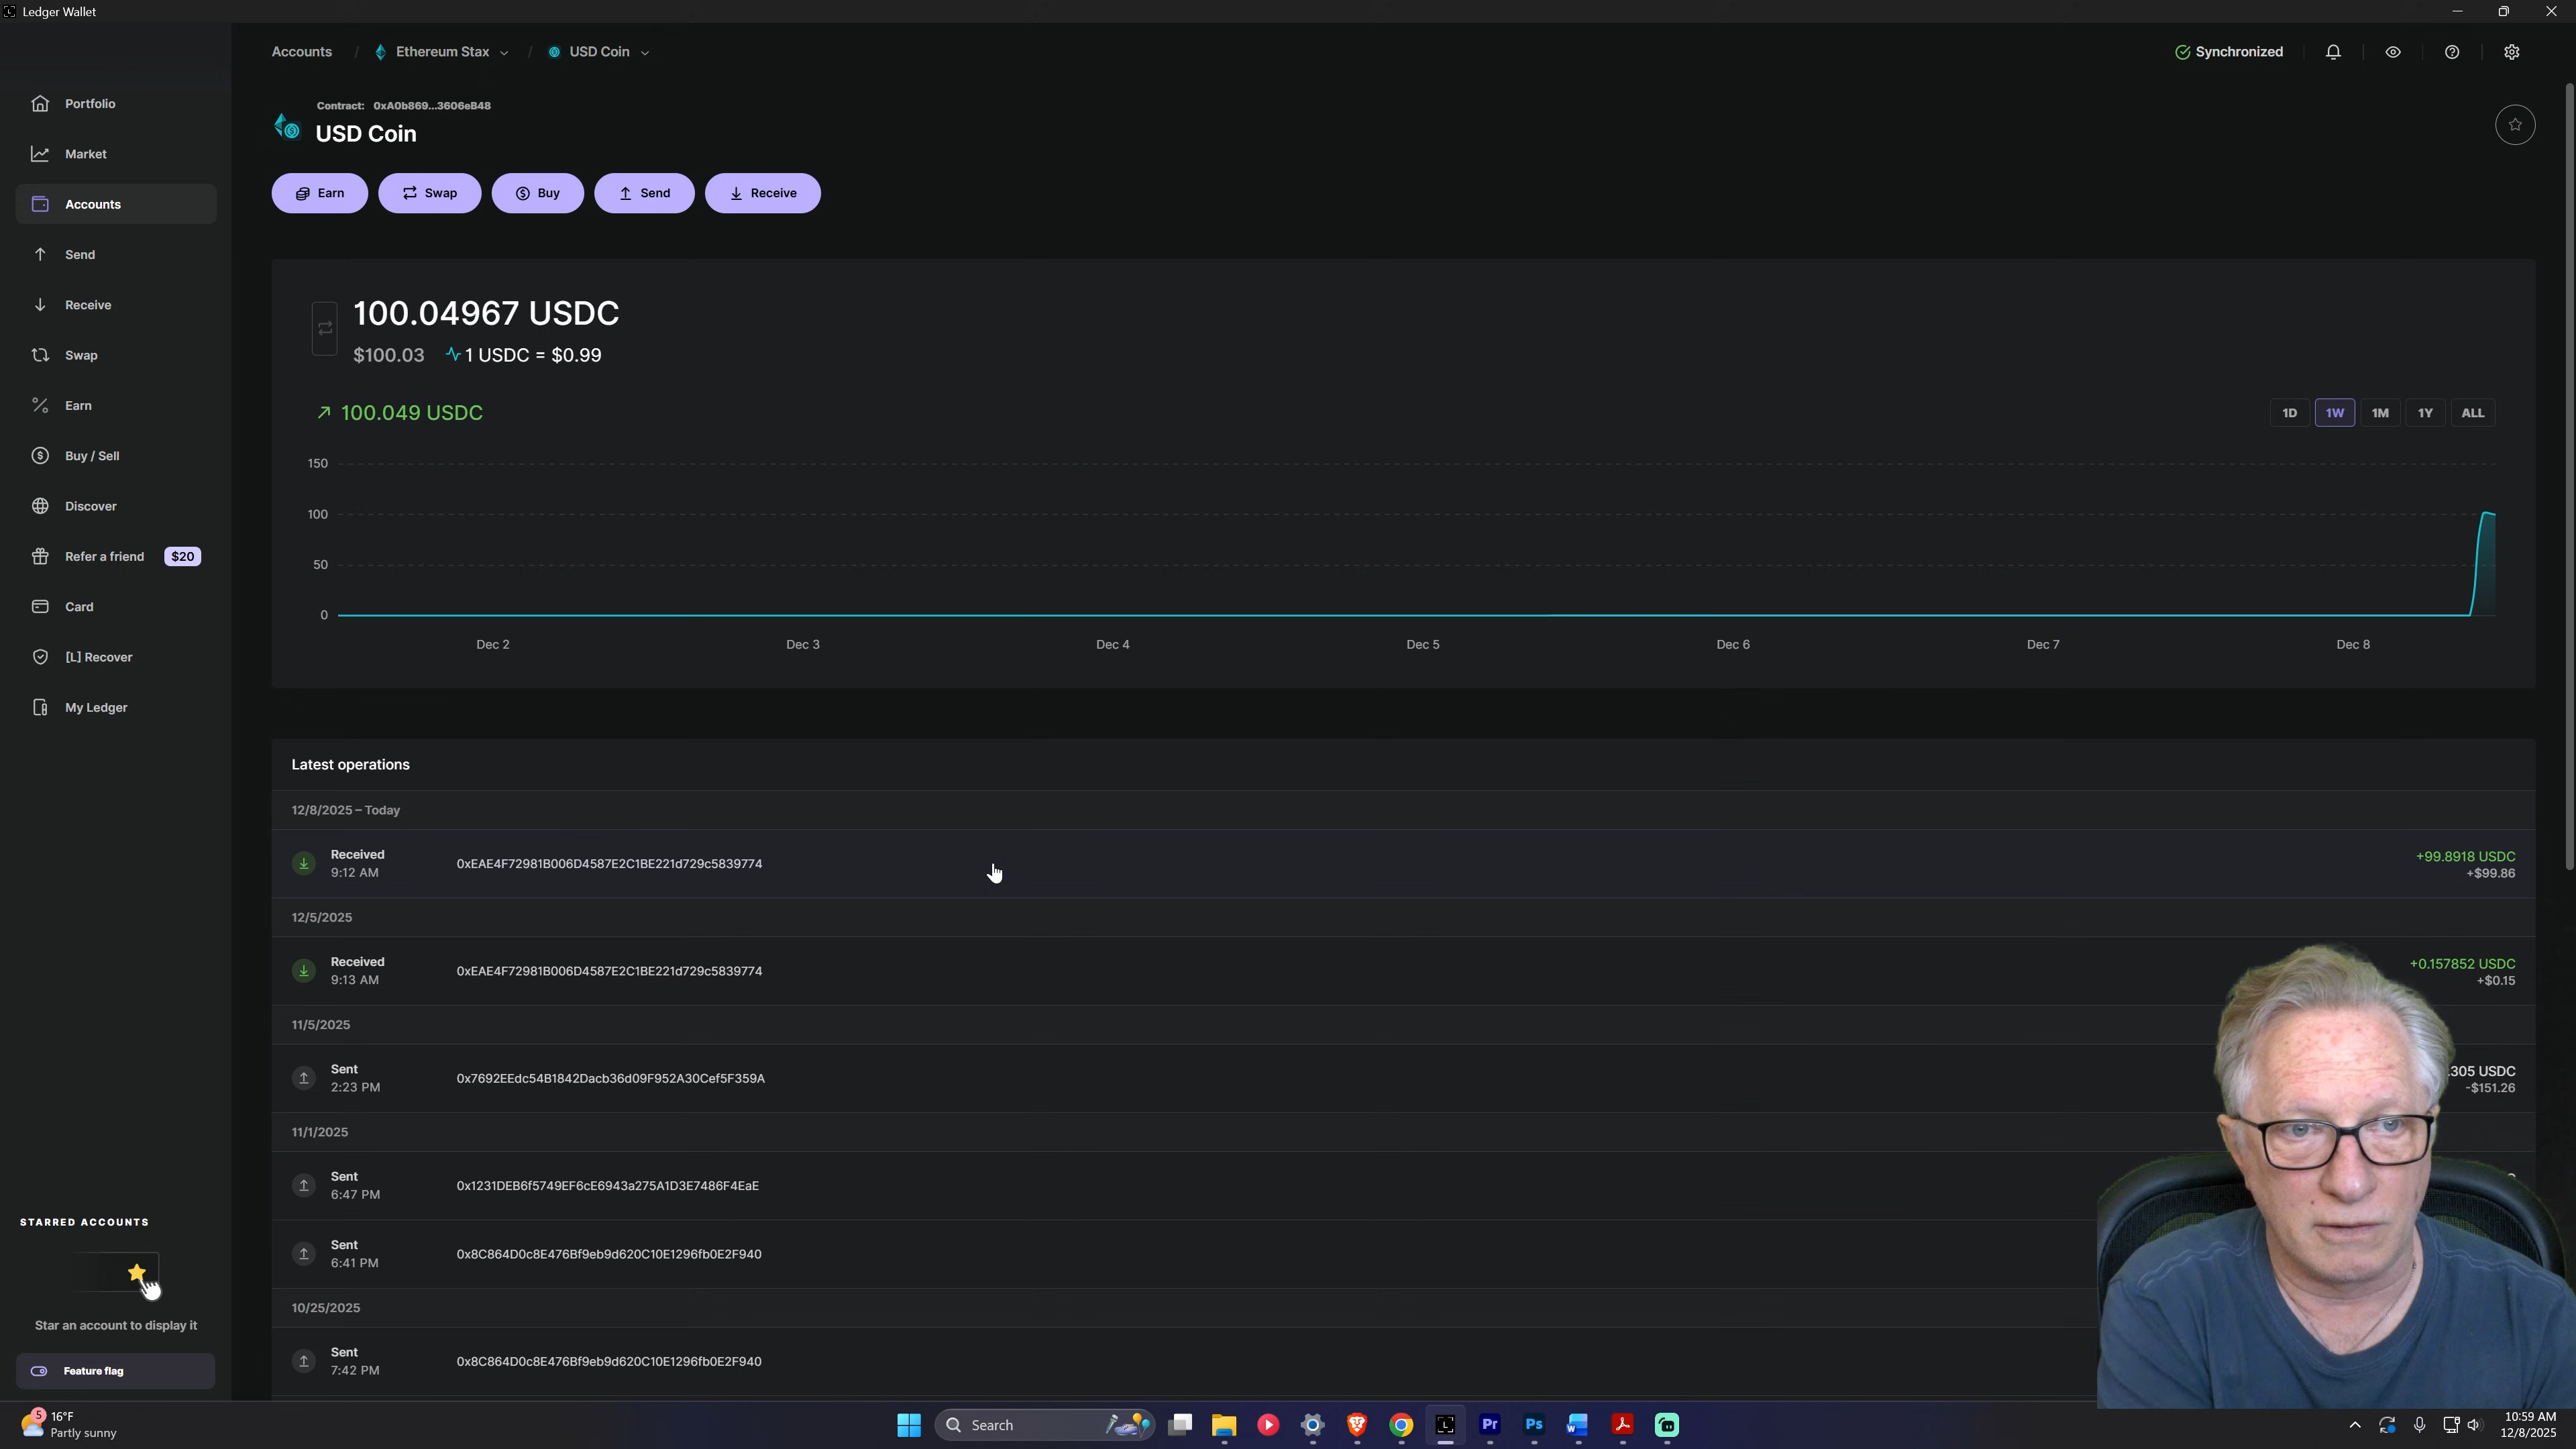 Ledger Wallet
Accounts / Ethereum Stax / USD Coin
Synchronized
Portfolio
Market
Accounts
Send
Receive
Swap
Earn
Buy / Sell
Discover
Refer a friend $20
Card
[L] Recover
My Ledger
STARRED ACCOUNTS
Star an account to display it
Feature flag
Contract: 0xA0b869...3606eB48
USD Coin
Earn Swap Buy Send Receive
100.04967 USDC
$100.03 1 USDC = $0.99
100.049 USDC
1D 1W 1M 1Y ALL
150
100
50
0
Dec 2 Dec 3 Dec 4 Dec 5 Dec 6 Dec 7 Dec 8
Latest operations
12/8/2025 – Today
Received 0xEAE4F72981B006D4587E2C1BE221d729c5839774 +99.8918 USDC
9:12 AM +$99.86
12/5/2025
Received 0xEAE4F72981B006D4587E2C1BE221d729c5839774 +0.157852 USDC
9:13 AM +$0.15
11/5/2025
Sent 0x7692EEdc54B1842Dacb36d09F952A30Cef5F359A .305 USDC
2:23 PM -$151.26
11/1/2025
Sent 0x1231DEB6f5749EF6cE6943a275A1D3E7486F4EaE
6:47 PM
Sent 0x8C864D0c8E476Bf9eb9d620C10E1296fb0E2F940
6:41 PM
10/25/2025
Sent 0x8C864D0c8E476Bf9eb9d620C10E1296fb0E2F940
7:42 PM
5
16°F
Partly sunny
Search
Pr
Ps
10:59 AM
12/8/2025